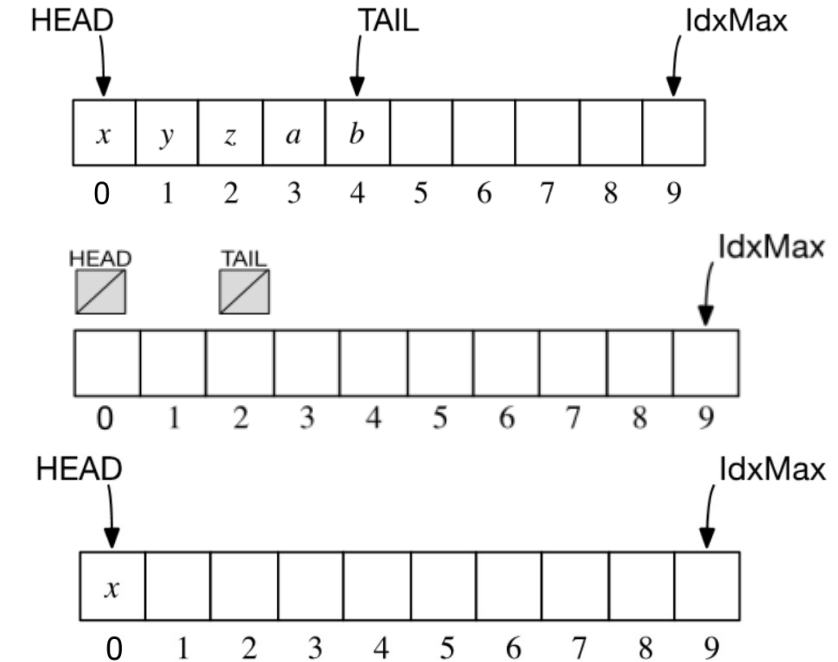 HEAD TAIL IdxMax
x y z a b
0 1 2 3 4 5 6 7 8 9
IdxMax
HEAD TAIL
0 1 2 3 4 5 6 7 8 9
HEAD IdxMax
x
0 1 2 3 4 5 6 7 8 9